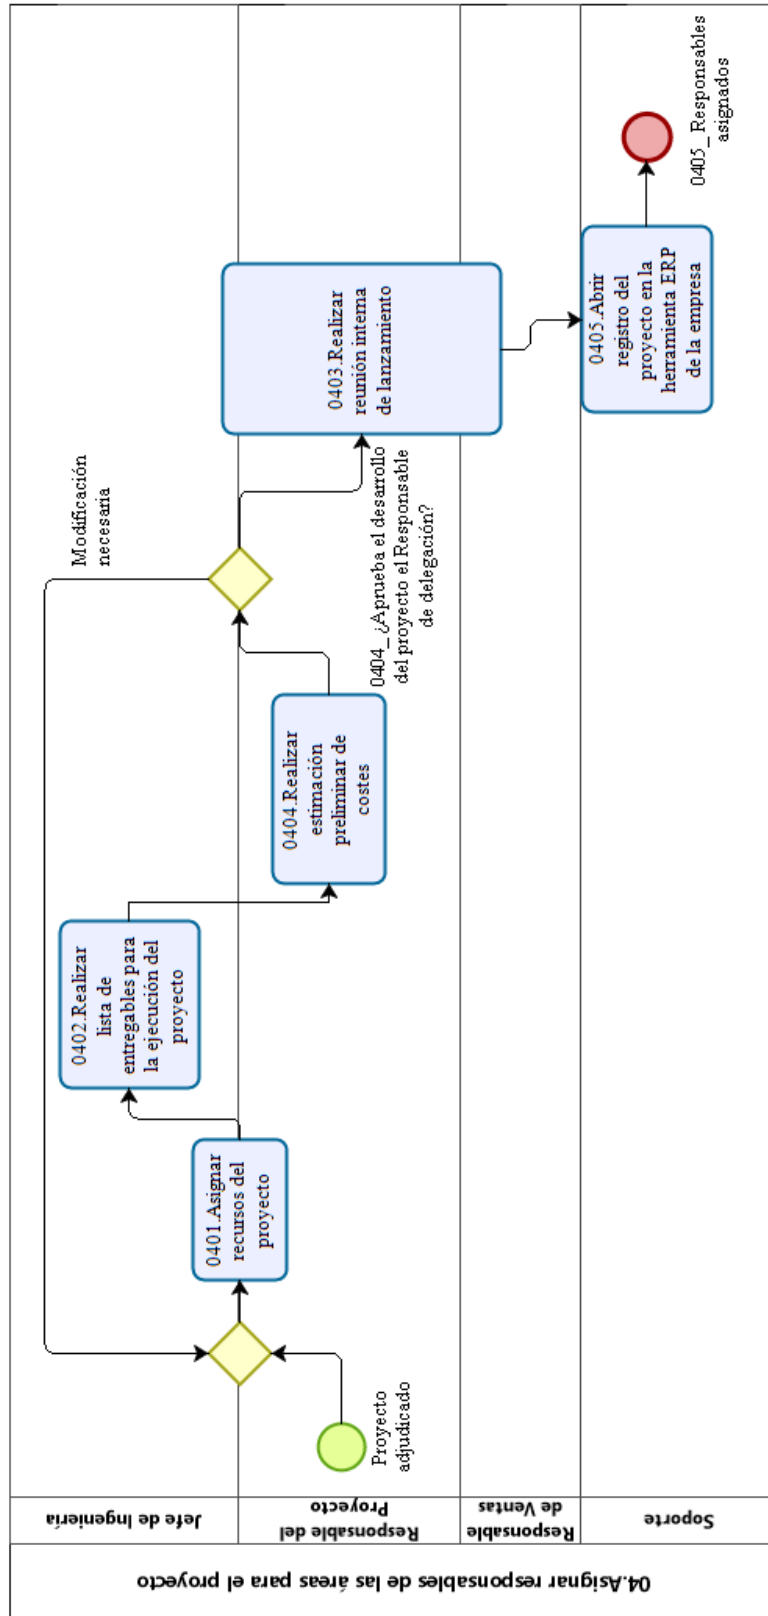 04.Asignar responsables de las áreas para el proyecto
Jefe de Ingeniería
Responsable del
Proyecto
Responsable
de Ventas
Soporte
Proyecto
adjudicado
0401.Asignar
recursos del
proyecto
0402.Realizar
lista de
entregables para
la ejecución del
proyecto
0404.Realizar
estimación
preliminar de
costes
0404_¿Aprueba el desarrollo
del proyecto el Responsable
de delegación?
Modificación
necesaria
0403.Realizar
reunión interna
de lanzamiento
0405.Abrir
registro del
proyecto en la
herramienta ERP
de la empresa
0405_Responsables
asignados